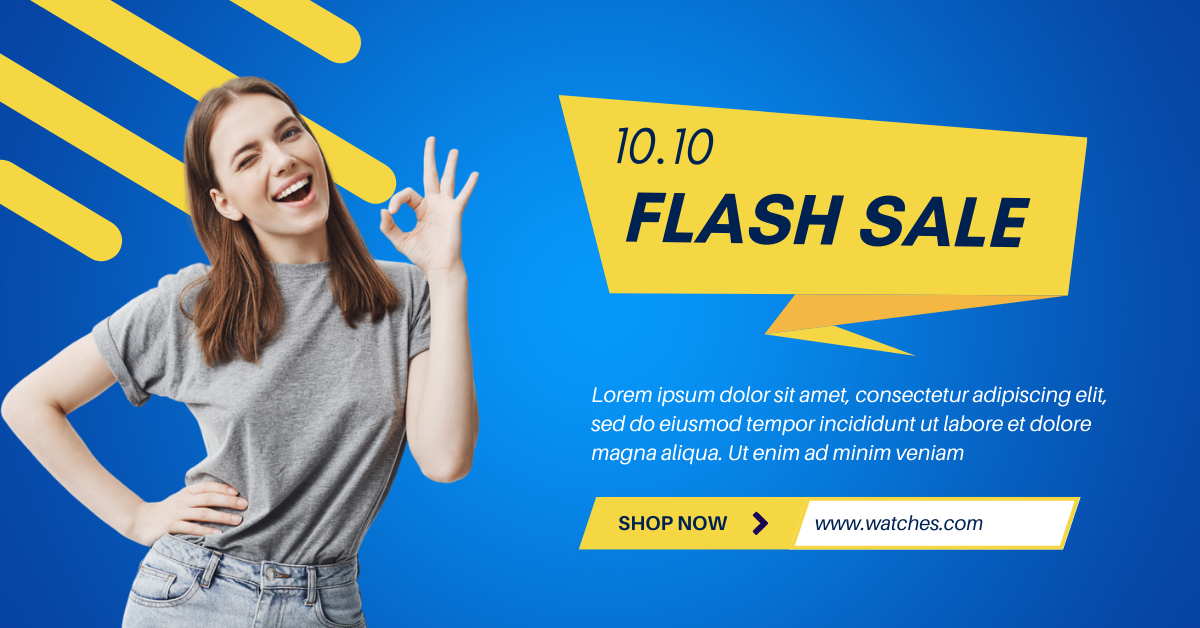 10.10
FLASH SALE
Lorem ipsum dolor sit amet, consectetur adipiscing elit,
sed do eiusmod tempor incididunt ut labore et dolore
magna aliqua. Ut enim ad minim veniam
SHOP NOW
www.watches.com